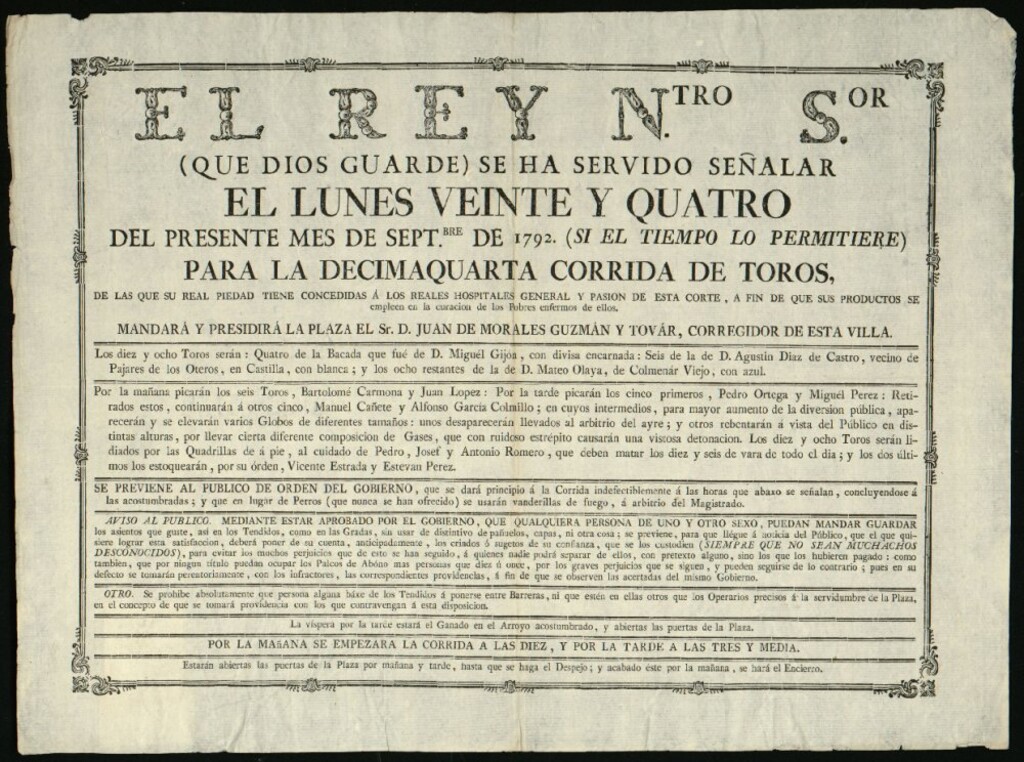 EL REY N.TRO S.OR
(QUE DIOS GUARDE) SE HA SERVIDO SEÑALAR
EL LUNES VEINTE Y QUATRO
DEL PRESENTE MES DE SEPT.BRE DE 1792. (SI EL TIEMPO LO PERMITIERE)
PARA LA DECIMAQUARTA CORRIDA DE TOROS,
DE LAS QUE SU REAL PIEDAD TIENE CONCEDIDAS Á LOS REALES HOSPITALES GENERAL Y PASION DE ESTA CORTE, A FIN DE QUE SUS PRODUCTOS SE
empleen en la curacion de los Pobres enfermos de ellos.
MANDARÁ Y PRESIDIRÁ LA PLAZA EL Sr. D. JUAN DE MORALES GUZMÁN Y TOVÁR, CORREGIDOR DE ESTA VILLA.
Los diez y ocho Toros serán : Quatro de la Bacada que fué de D. Miguél Gijón, con divisa encarnada : Seis de la de D. Agustin Diaz de Castro, vecino de
Pajares de los Oteros, en Castilla, con blanca ; y los ocho restantes de la de D. Mateo Olaya, de Colmenár Viejo, con azul.
Por la mañana picarán los seis Toros, Bartolomé Carmona y Juan Lopez : Por la tarde picarán los cinco primeros, Pedro Ortega y Miguél Perez : Reti-
rados estos, continuarán á otros cinco, Manuel Cañete y Alfonso García Colmillo ; en cuyos intermedios, para mayor aumento de la diversion pública, apa-
recerán y se elevarán varios Globos de diferentes tamaños : unos desaparecerán llevados al arbitrio del ayre ; y otros rebentarán á vista del Público en dis-
tintas alturas, por llevar cierta diferente composicion de Gases, que con ruidoso estrépito causarán una vistosa detonacion. Los diez y ocho Toros serán li-
diados por las Quadrillas de á pie, al cuidado de Pedro, Josef y Antonio Romero, que deben matar los diez y seis de vara de todo el dia ; y los dos últi-
mos los estoquearán, por su órden, Vicente Estrada y Estevan Perez.
SE PREVIENE AL PUBLICO DE ORDEN DEL GOBIERNO, que se dará principio á la Corrida indefectiblemente á las horas que abaxo se señalan, concluyendose á
las acostumbradas ; y que en lugar de Perros (que nunca se han ofrecido) se usarán vanderillas de fuego, á arbitrio del Magistrado.
AVISO AL PUBLICO. MEDIANTE ESTAR APROBADO POR EL GOBIERNO, QUE QUALQUIERA PERSONA DE UNO Y OTRO SEXO, PUEDAN MANDAR GUARDAR
los asientos que guste, así en los Tendidos, como en las Gradas, sin usar de distintivo de pañuelos, capas, ni otra cosa ; se previene, para que llegue á noticia del Público, que el que qui-
siere lograr esta satisfaccion, deberá poner de su cuenta, anticipadamente, los criados ó sugetos de su confianza, que se los custodien (SIEMPRE QUE NO SEAN MUCHACHOS
DESCONOCIDOS), para evitar los muchos perjuicios que de esto se han seguido, á quienes nadie podrá separar de ellos, con pretexto alguno, sino los que los hubieren pagado : como
tambien, que por ningun título puedan ocupar los Palcos de Abóno mas personas que diez ú once, por los graves perjuicios que se siguen, y pueden seguirse de lo contrario ; pues en su
defecto se tomarán perentoriamente, con los infractores, las correspondientes providencias, á fin de que se observen las acertadas del mismo Gobierno.
OTRO. Se prohibe absolutamente que persona alguna báxe de los Tendidos á ponerse entre Barreras, ni que estén en ellas otros que los Operarios precisos á la servidumbre de la Plaza,
en el concepto de que se tomará providencia con los que contravengan á esta disposicion.
La víspera por la tarde estará el Ganado en el Arroyo acostumbrado, y abiertas las puertas de la Plaza.
POR LA MAñANA SE EMPEZARA LA CORRIDA A LAS DIEZ, Y POR LA TARDE A LAS TRES Y MEDIA.
Estarán abiertas las puertas de la Plaza por mañana y tarde, hasta que se haga el Despejo ; y acabado éste por la mañana, se hará el Encierro.